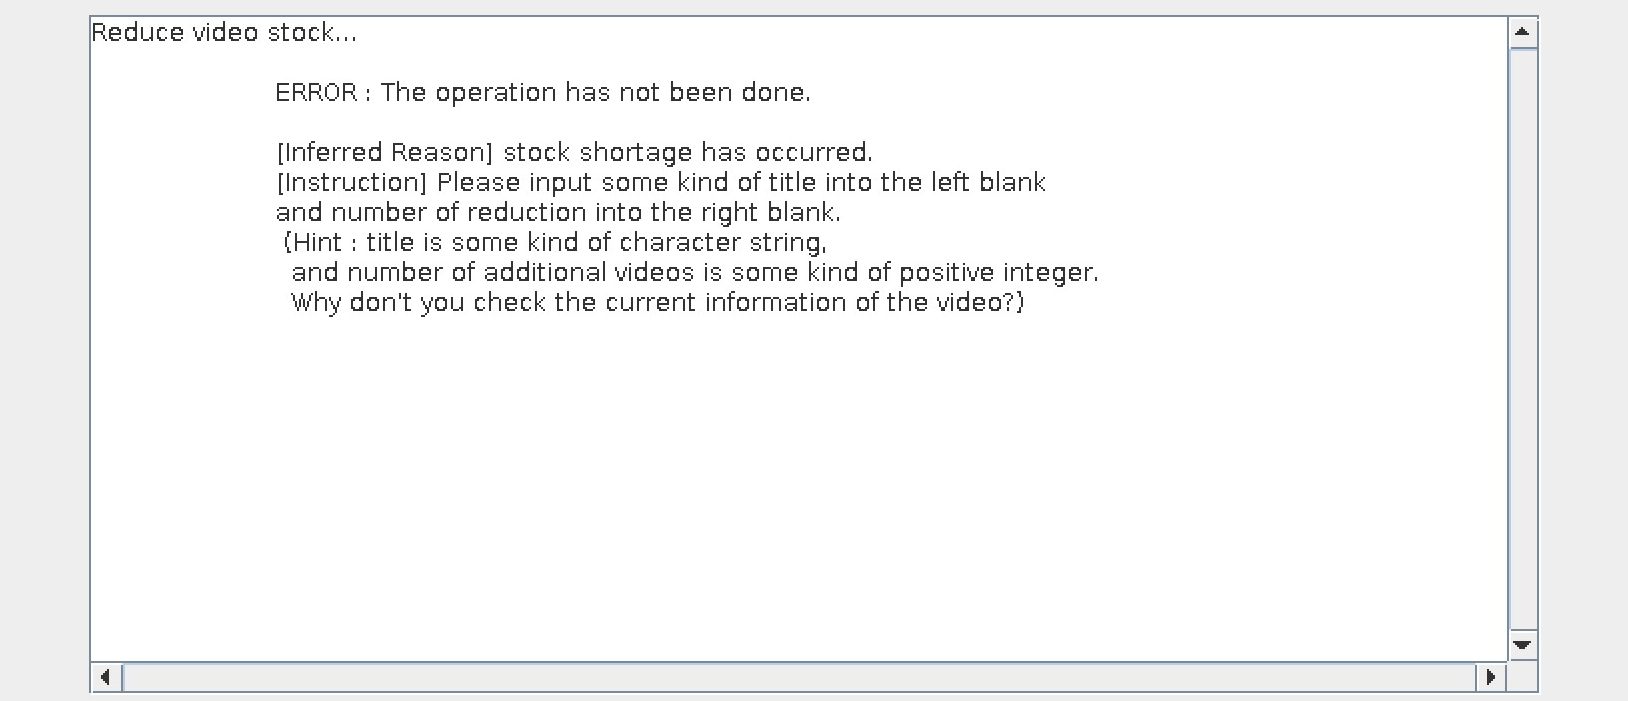 Reduce video stock...
ERROR : The operation has not been done.
[Inferred Reason] stock shortage has occurred.
[Instruction] Please input some kind of title into the left blank
and number of reduction into the right blank.
(Hint : title is some kind of character string,
and number of additional videos is some kind of positive integer.
Why don't you check the current information of the video?)